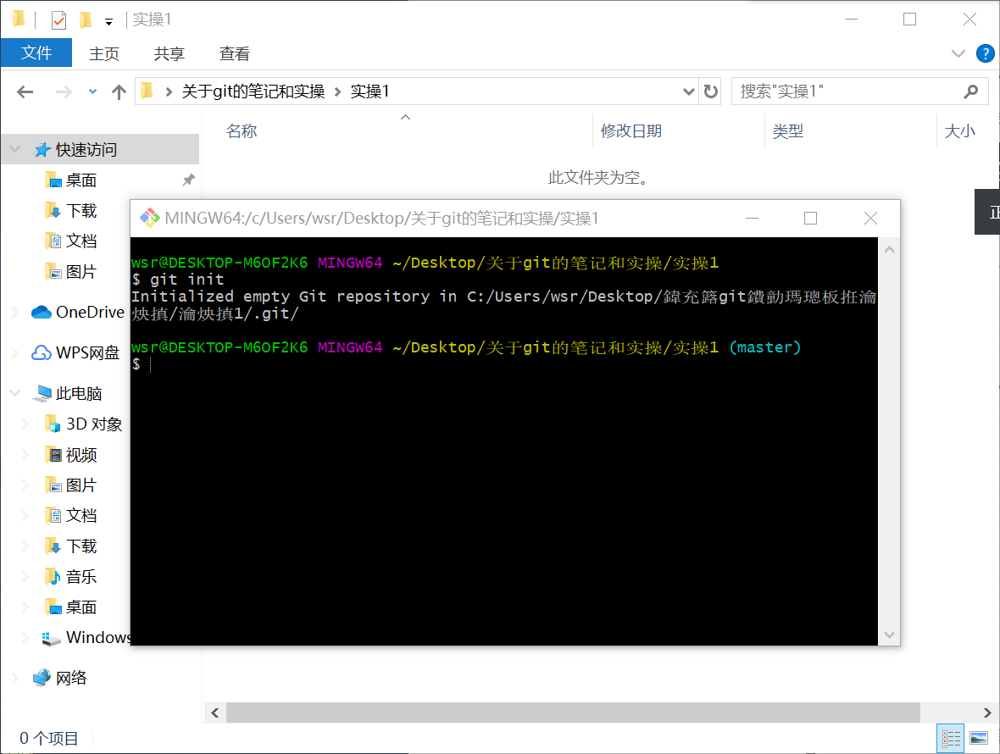 实操1
文件 主页 共享 查看
关于git的笔记和实操 实操1 搜索"实操1"
名称 修改日期 类型 大小
快速访问
此文件夹为空。
桌面
下载
文档
图片
OneDrive
WPS网盘
此电脑
3D 对象
视频
图片
文档
下载
音乐
桌面
Windows
网络
0 个项目
MINGW64:/c/Users/wsr/Desktop/关于git的笔记和实操/实操1
wsr@DESKTOP-M6OF2K6 MINGW64 ~/Desktop/关于git的笔记和实操/实操1
$ git init
Initialized empty Git repository in C:/Users/wsr/Desktop/鍏充簬git鐨勭瑪璁板拰瀹
炴搷/瀹炴搷1/.git/
wsr@DESKTOP-M6OF2K6 MINGW64 ~/Desktop/关于git的笔记和实操/实操1 (master)
$
正